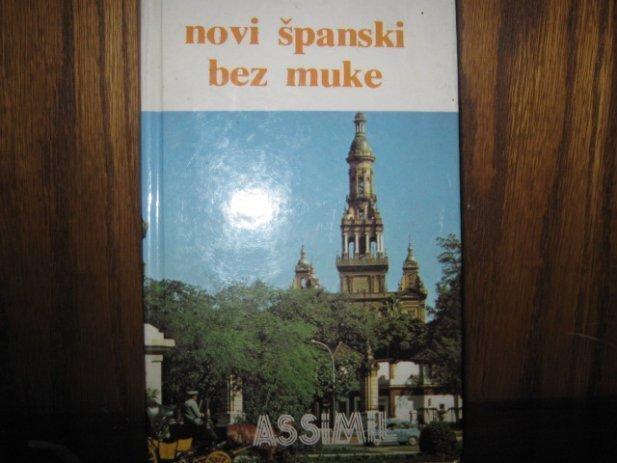 novi španski
bez muke
ASSiMiL